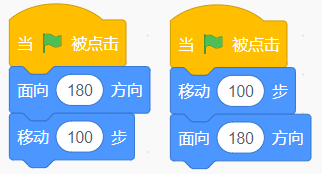 当 被点击
面向 180 方向
移动 100 步
当 被点击
移动 100 步
面向 180 方向